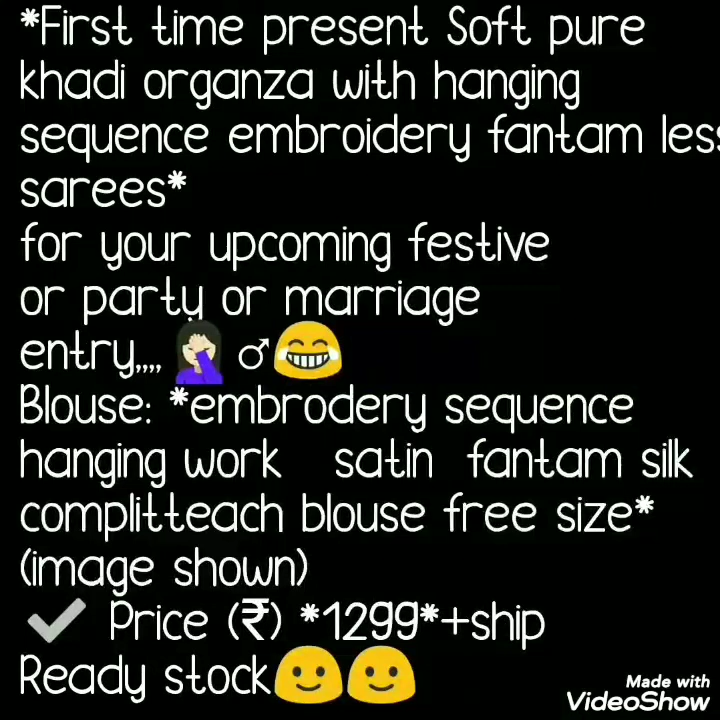 *First time present Soft pure
khadi organza with hanging
sequence embroidery fantam less
sarees*
for your upcoming festive
or party or marriage
entry,,,, 🤦🏻 ♂😂
Blouse: *embrodery sequence
hanging work satin fantam silk
complitteach blouse free size*
(image shown)
✔ Price (₹) *1299*+ship
Ready stock🙂🙂
Made with
VideoShow